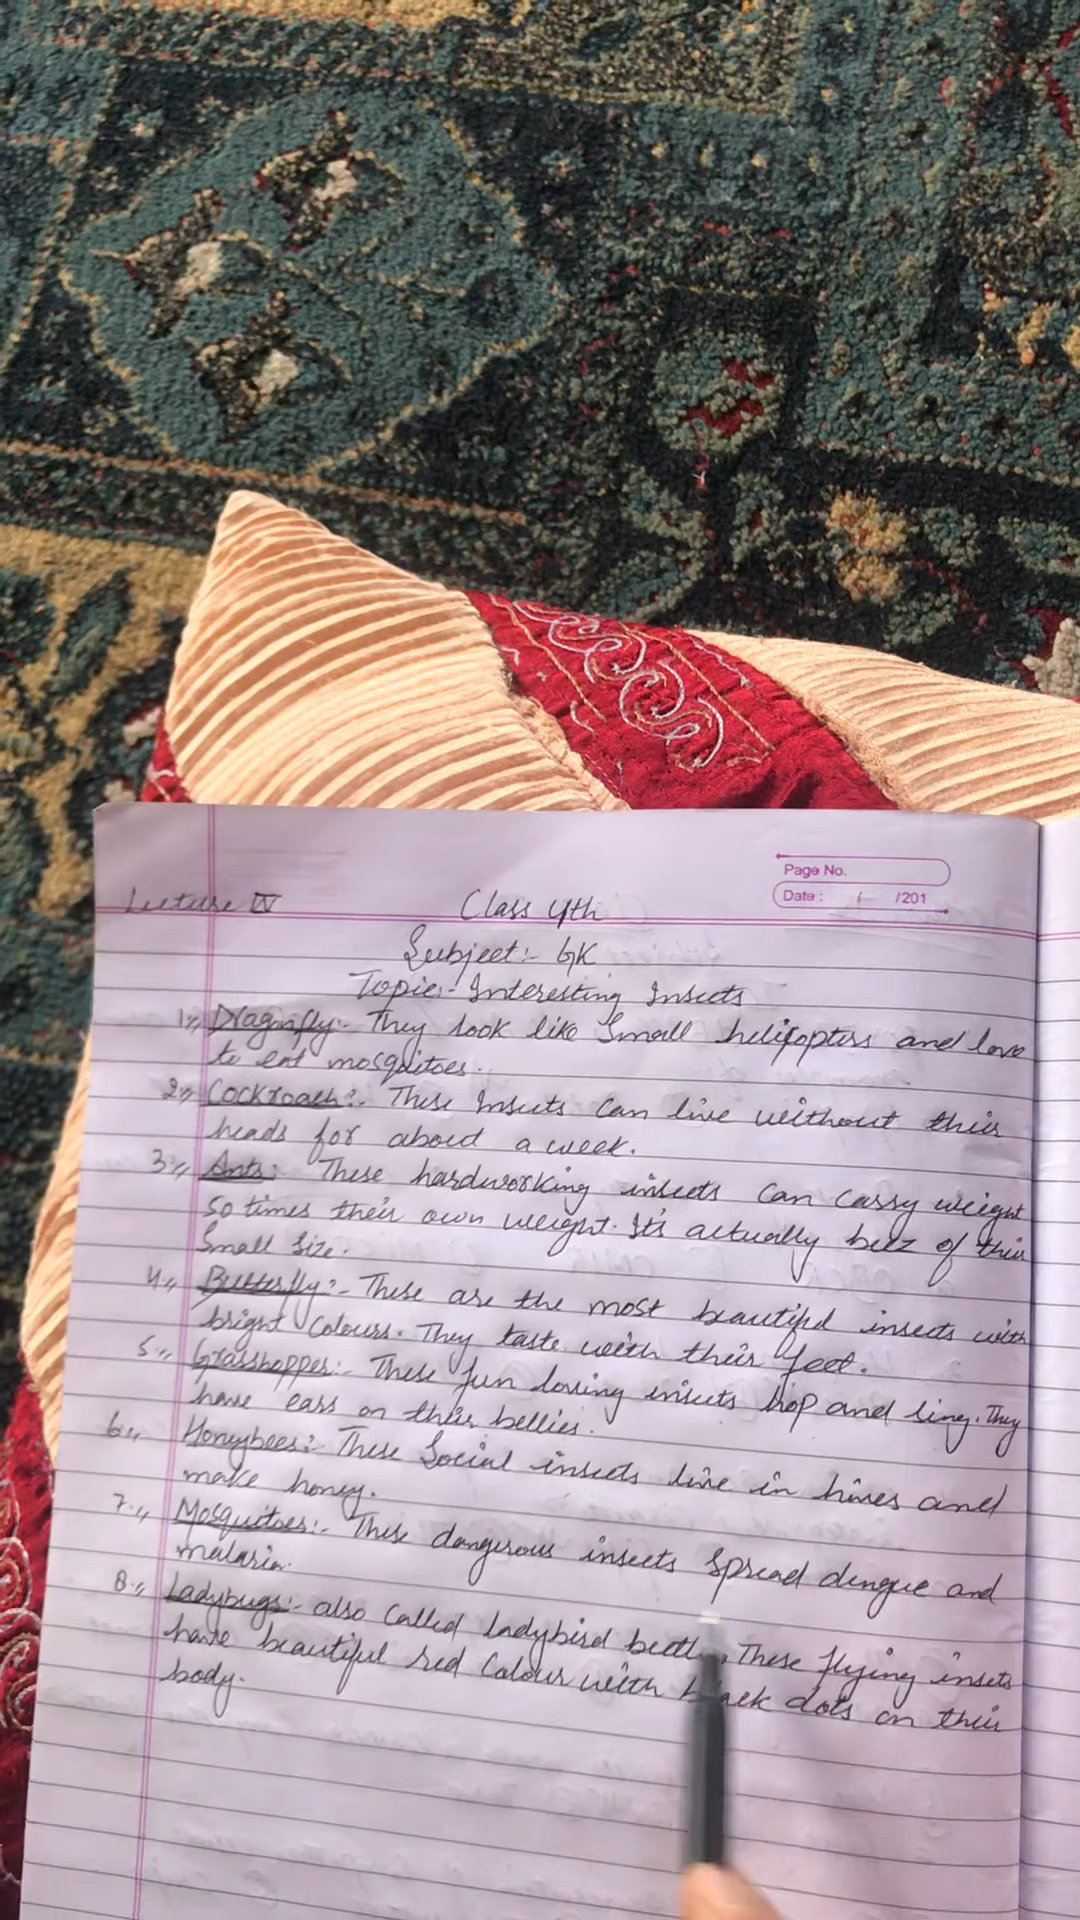 Page No.
Date : / /201
Lecture IV
Class 4th
Subject:- GK
Topic:- Interesting Insects
1,, Dragnfly:- They look like Small helicopters and love
to eat mosquitoes.
2,, Cockroach:- These Insects Can live without their
heads for about a week.
3,, Ants: These hardworking insects can carry weight
50 times their own weight. It's actually bcz of their
Small Size.
4,, Butterfly:- These are the most beautiful insects with
bright Colours. They taste with their feet.
5,, Grasshopper:- These fun loving insects hop and sing. They
have ears on their bellies.
6,, Honeybees:- These Social insects live in hives and
make honey.
7,, Mosquitoes:- These dangerous insects Spread dengue and
malaria.
8,, Ladybugs:- also Called Ladybird These flying insects
have beautiful red Colour with black dots on their
body.